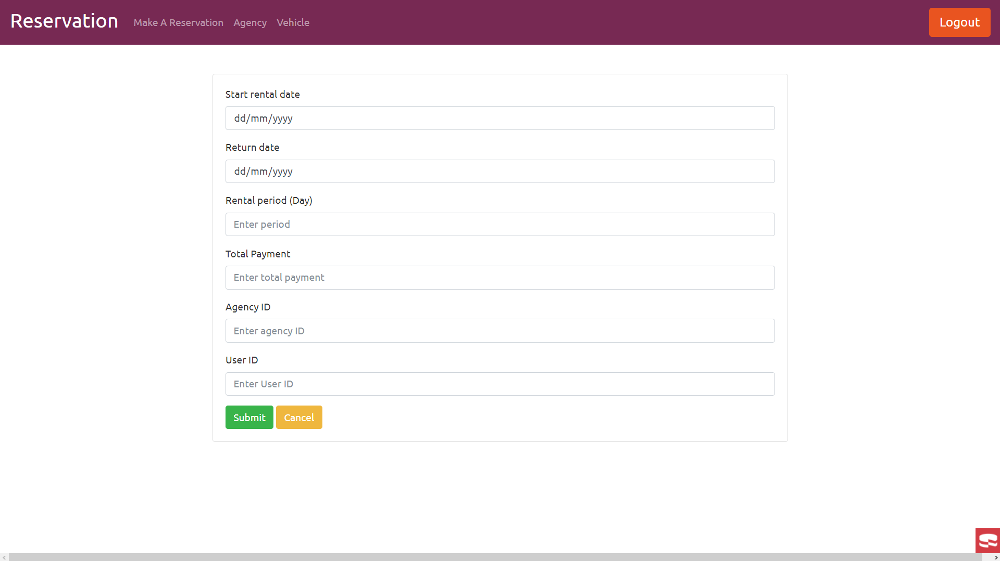 Reservation Make A Reservation Agency Vehicle Logout
Start rental date
dd/mm/yyyy
Return date
dd/mm/yyyy
Rental period (Day)
Enter period
Total Payment
Enter total payment
Agency ID
Enter agency ID
User ID
Enter User ID
Submit Cancel